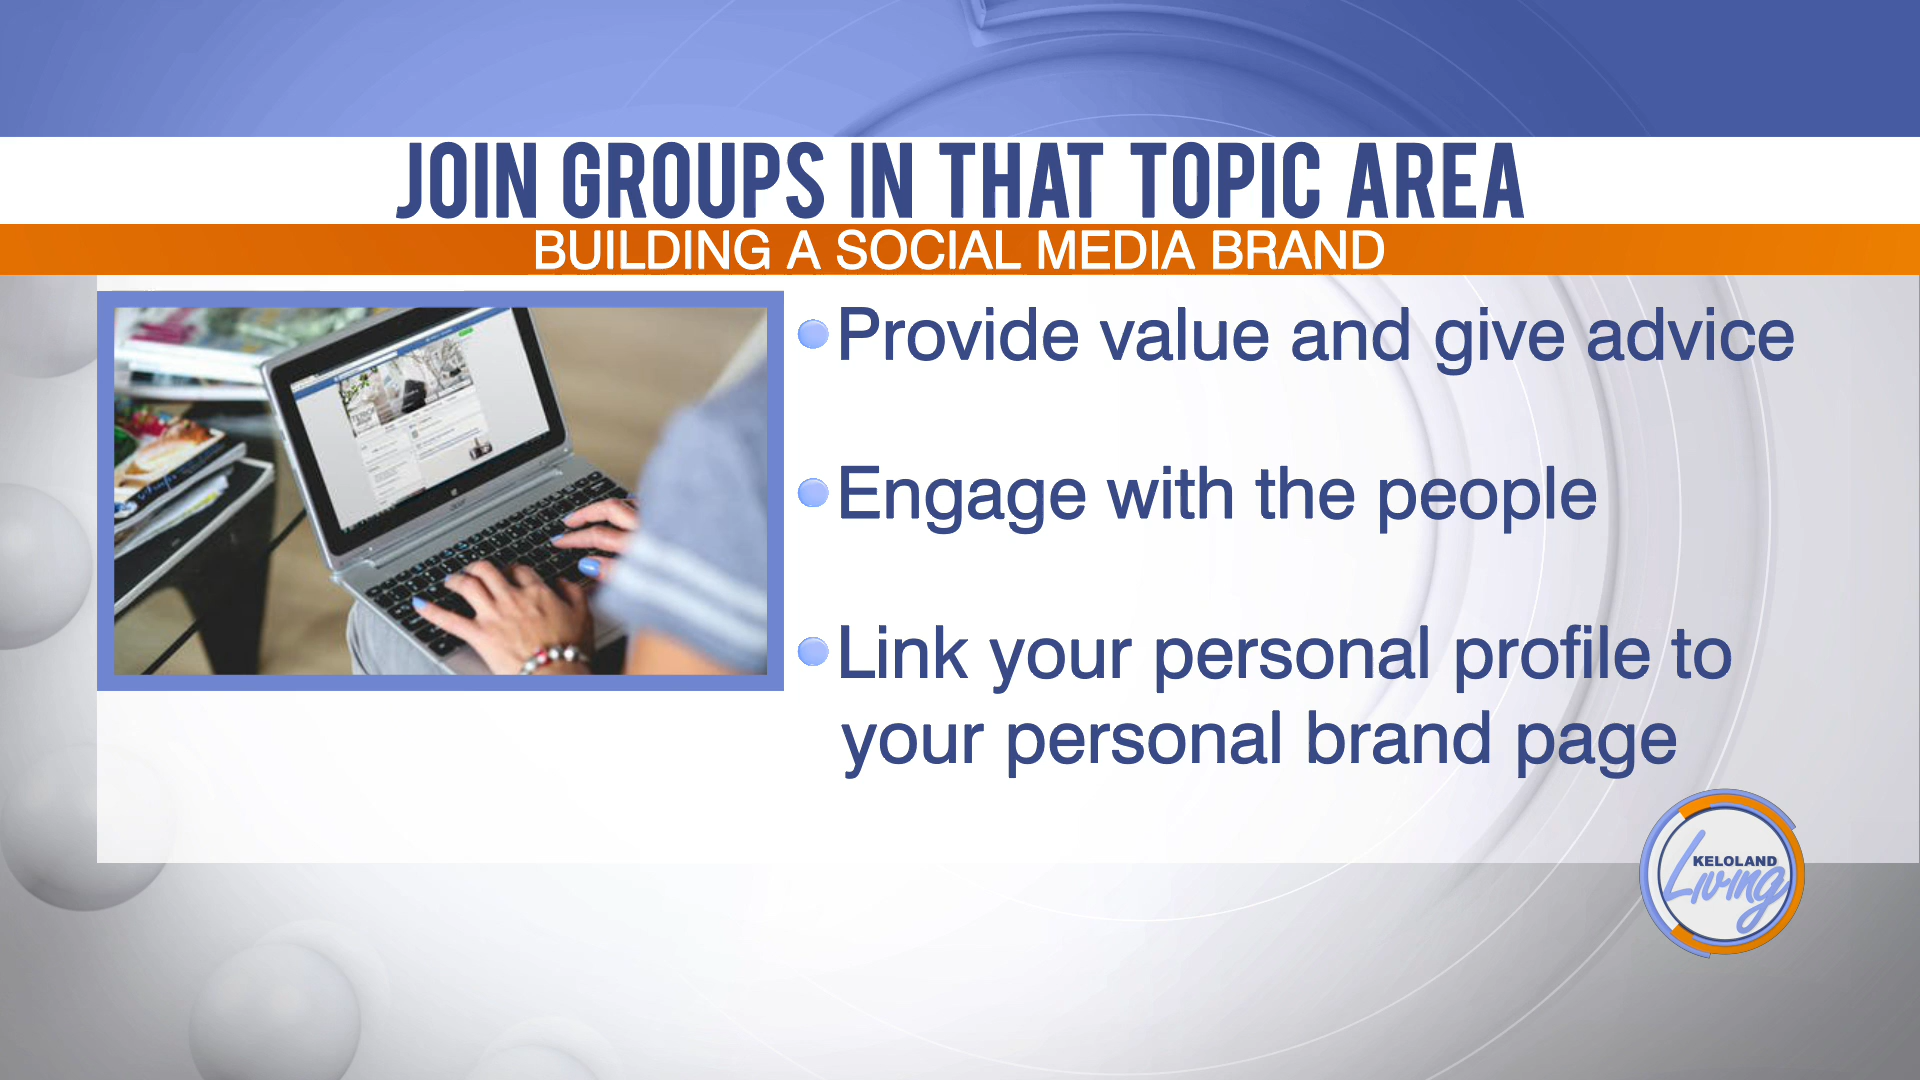 JOIN GROUPS IN THAT TOPIC AREA
BUILDING A SOCIAL MEDIA BRAND
Provide value and give advice
Engage with the people
Link your personal profile to
your personal brand page
KELOLAND
Living
acer